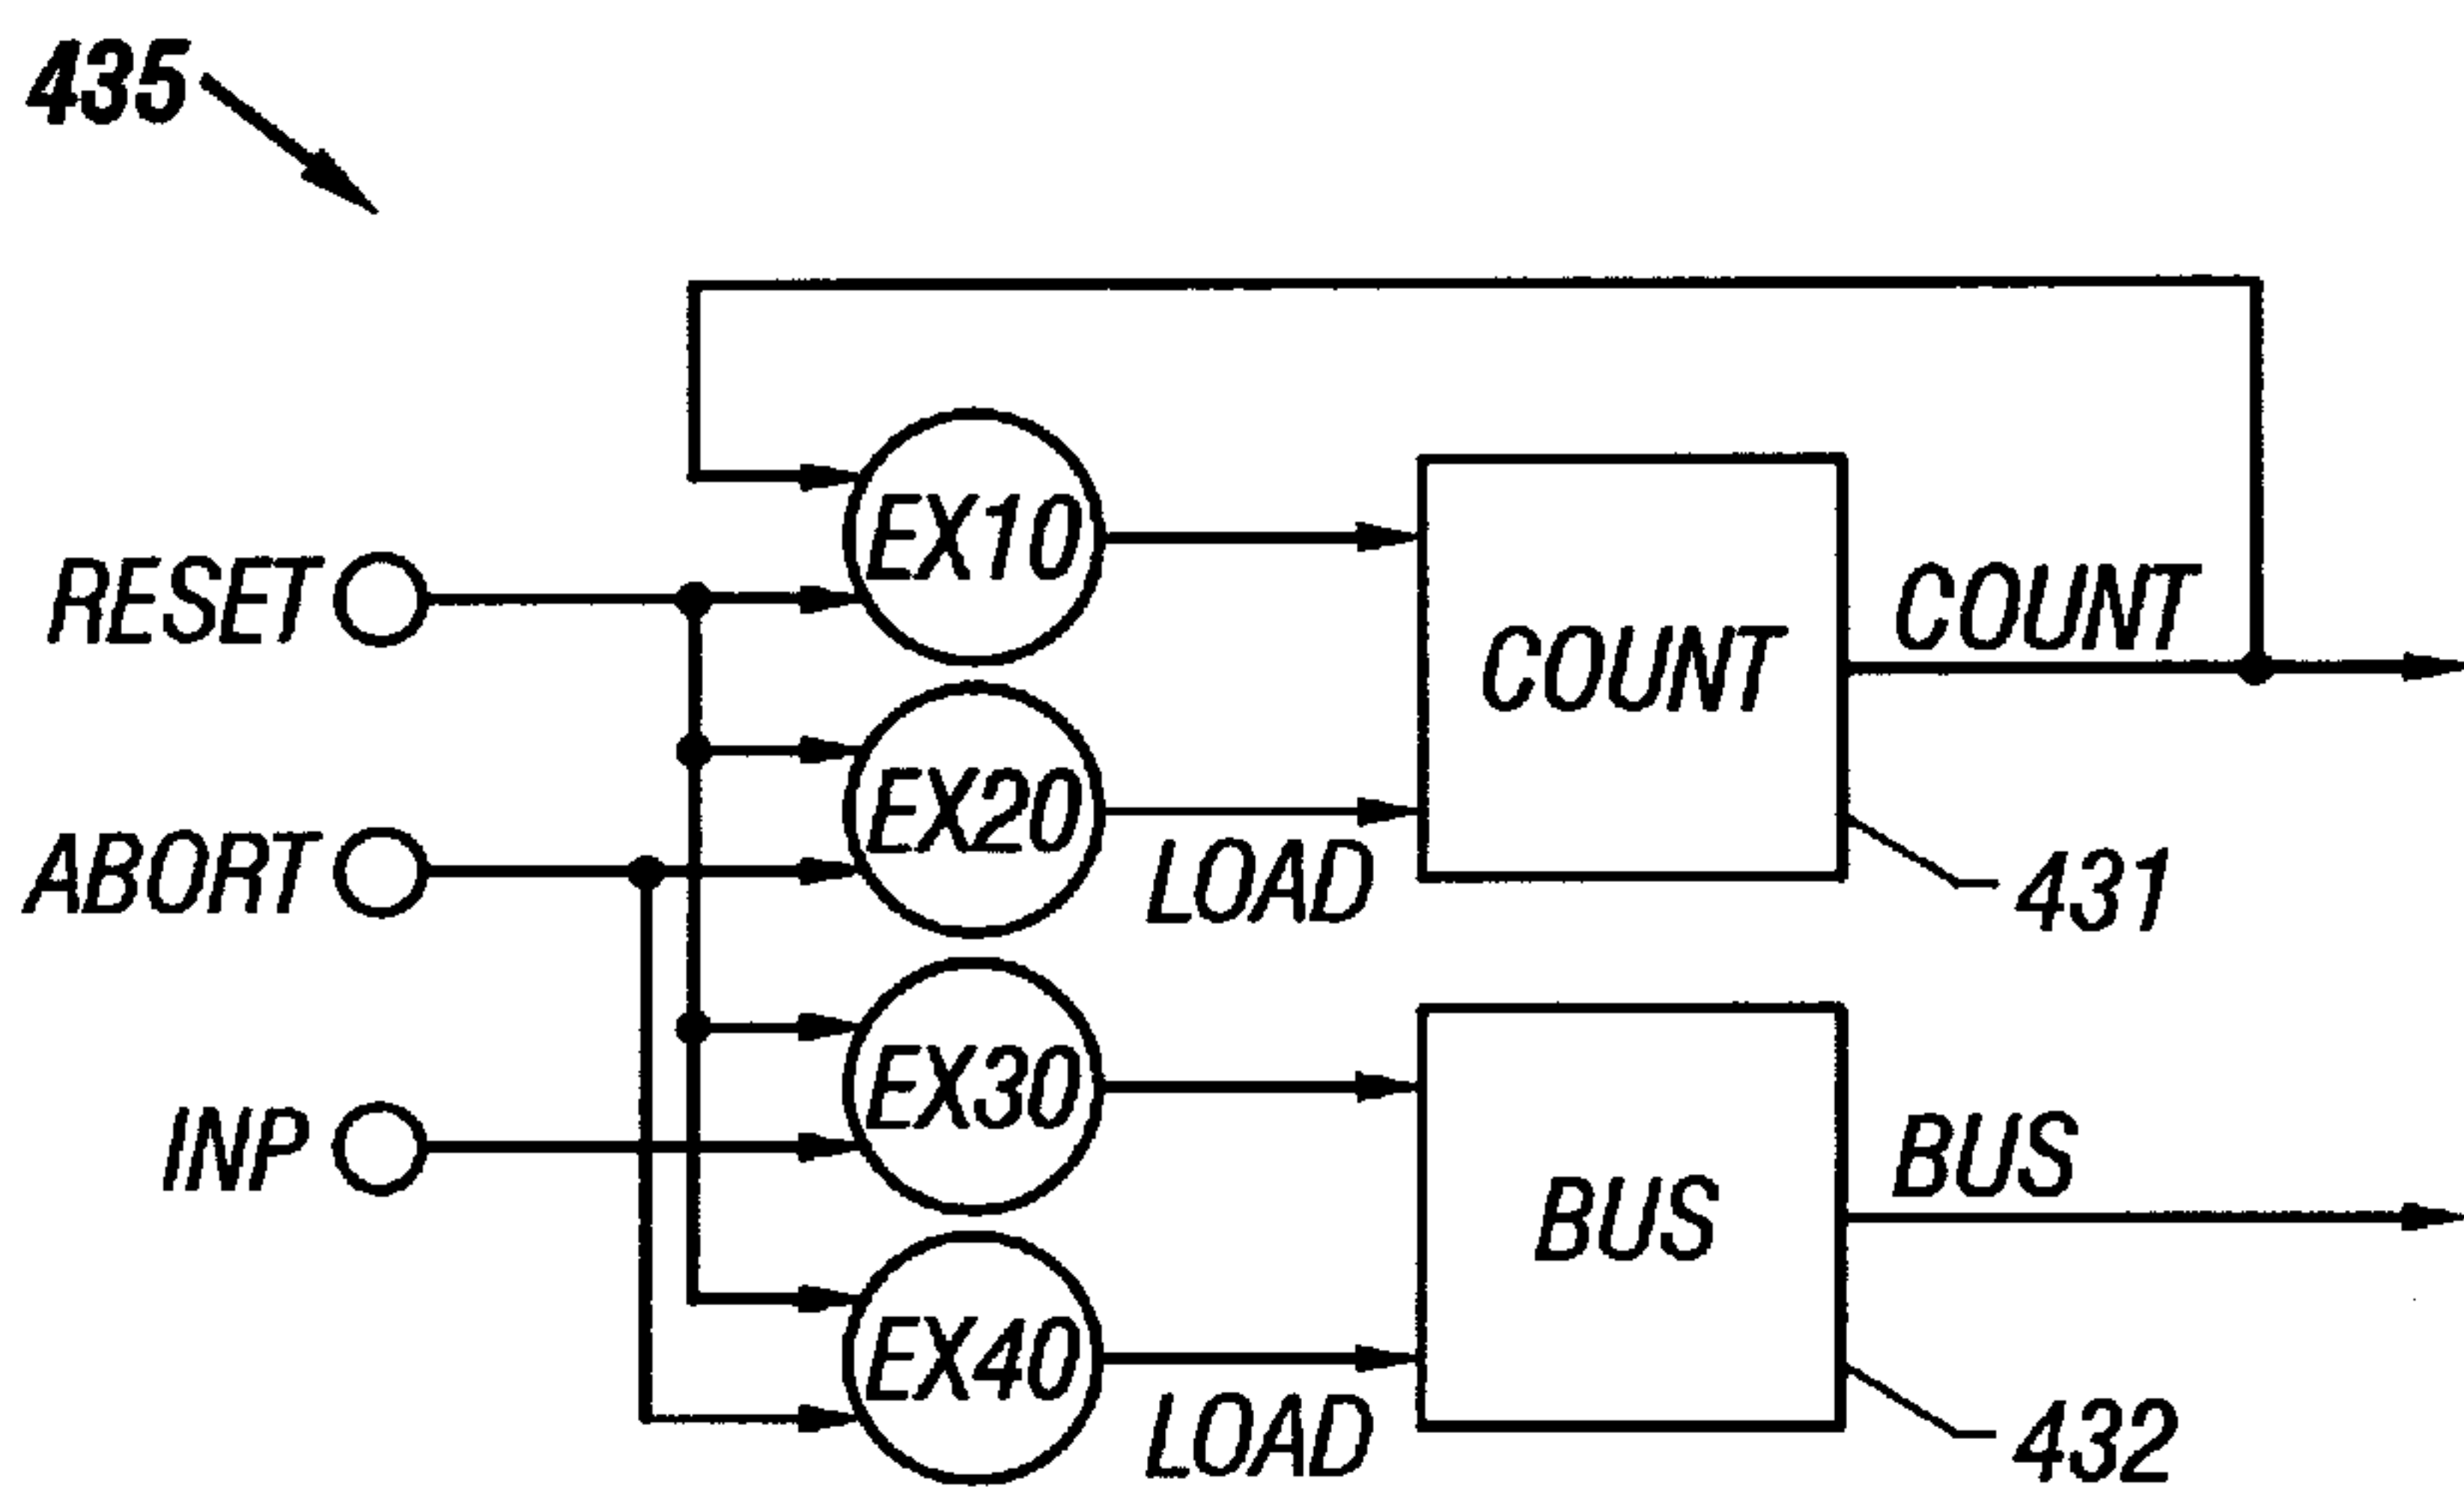 435
EX10
RESET
COUNT
COUNT
EX20
LOAD
ABORT
431
EX30
INP
BUS
BUS
EX40
LOAD
432